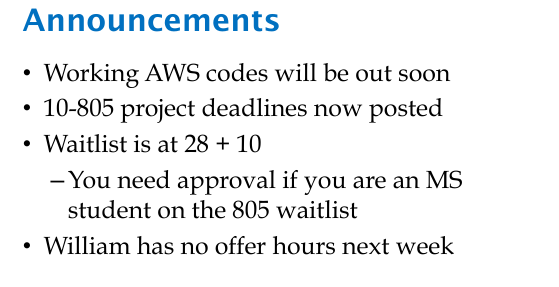 Announcements
• Working AWS codes will be out soon
• 10-805 project deadlines now posted
• Waitlist is at 28 + 10
– You need approval if you are an MS
student on the 805 waitlist
• William has no offer hours next week